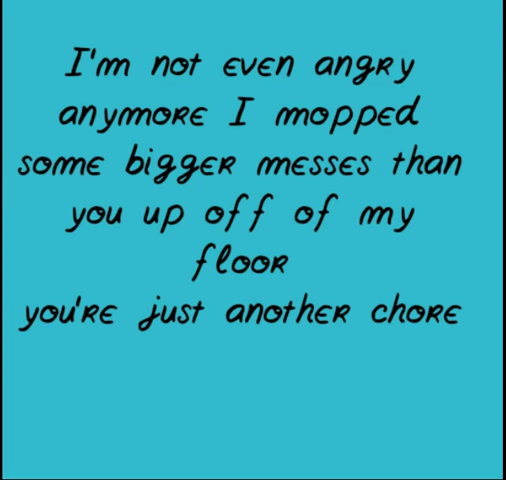 I'm not even angry
anymore I mopped
some bigger messes than
you up off of my
floor
you're just another chore